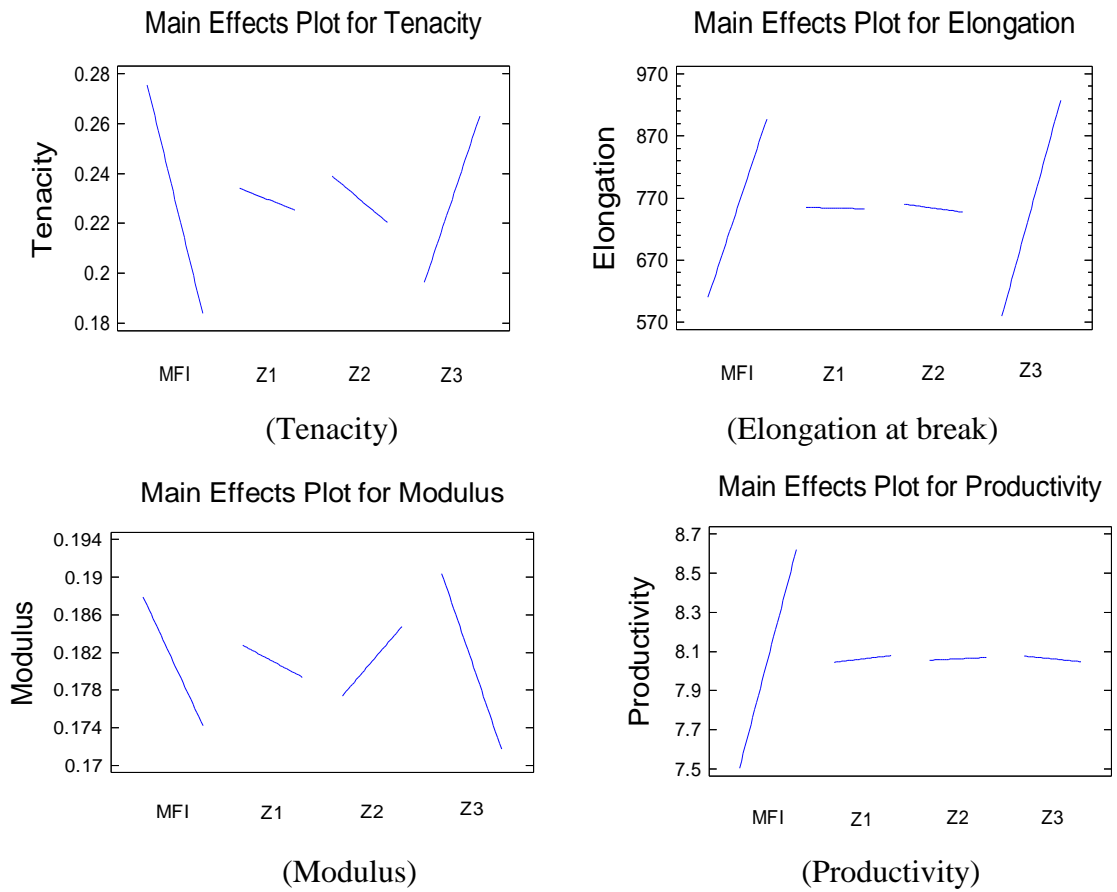 Main Effects Plot for Tenacity
0.28
0.26
0.24
0.22
0.2
0.18
Tenacity
MFI Z1 Z2 Z3
(Tenacity)
Main Effects Plot for Elongation
970
870
770
670
570
Elongation
MFI Z1 Z2 Z3
(Elongation at break)
Main Effects Plot for Modulus
0.194
0.19
0.186
0.182
0.178
0.174
0.17
Modulus
MFI Z1 Z2 Z3
(Modulus)
Main Effects Plot for Productivity
8.7
8.5
8.3
8.1
7.9
7.7
7.5
Productivity
MFI Z1 Z2 Z3
(Productivity)